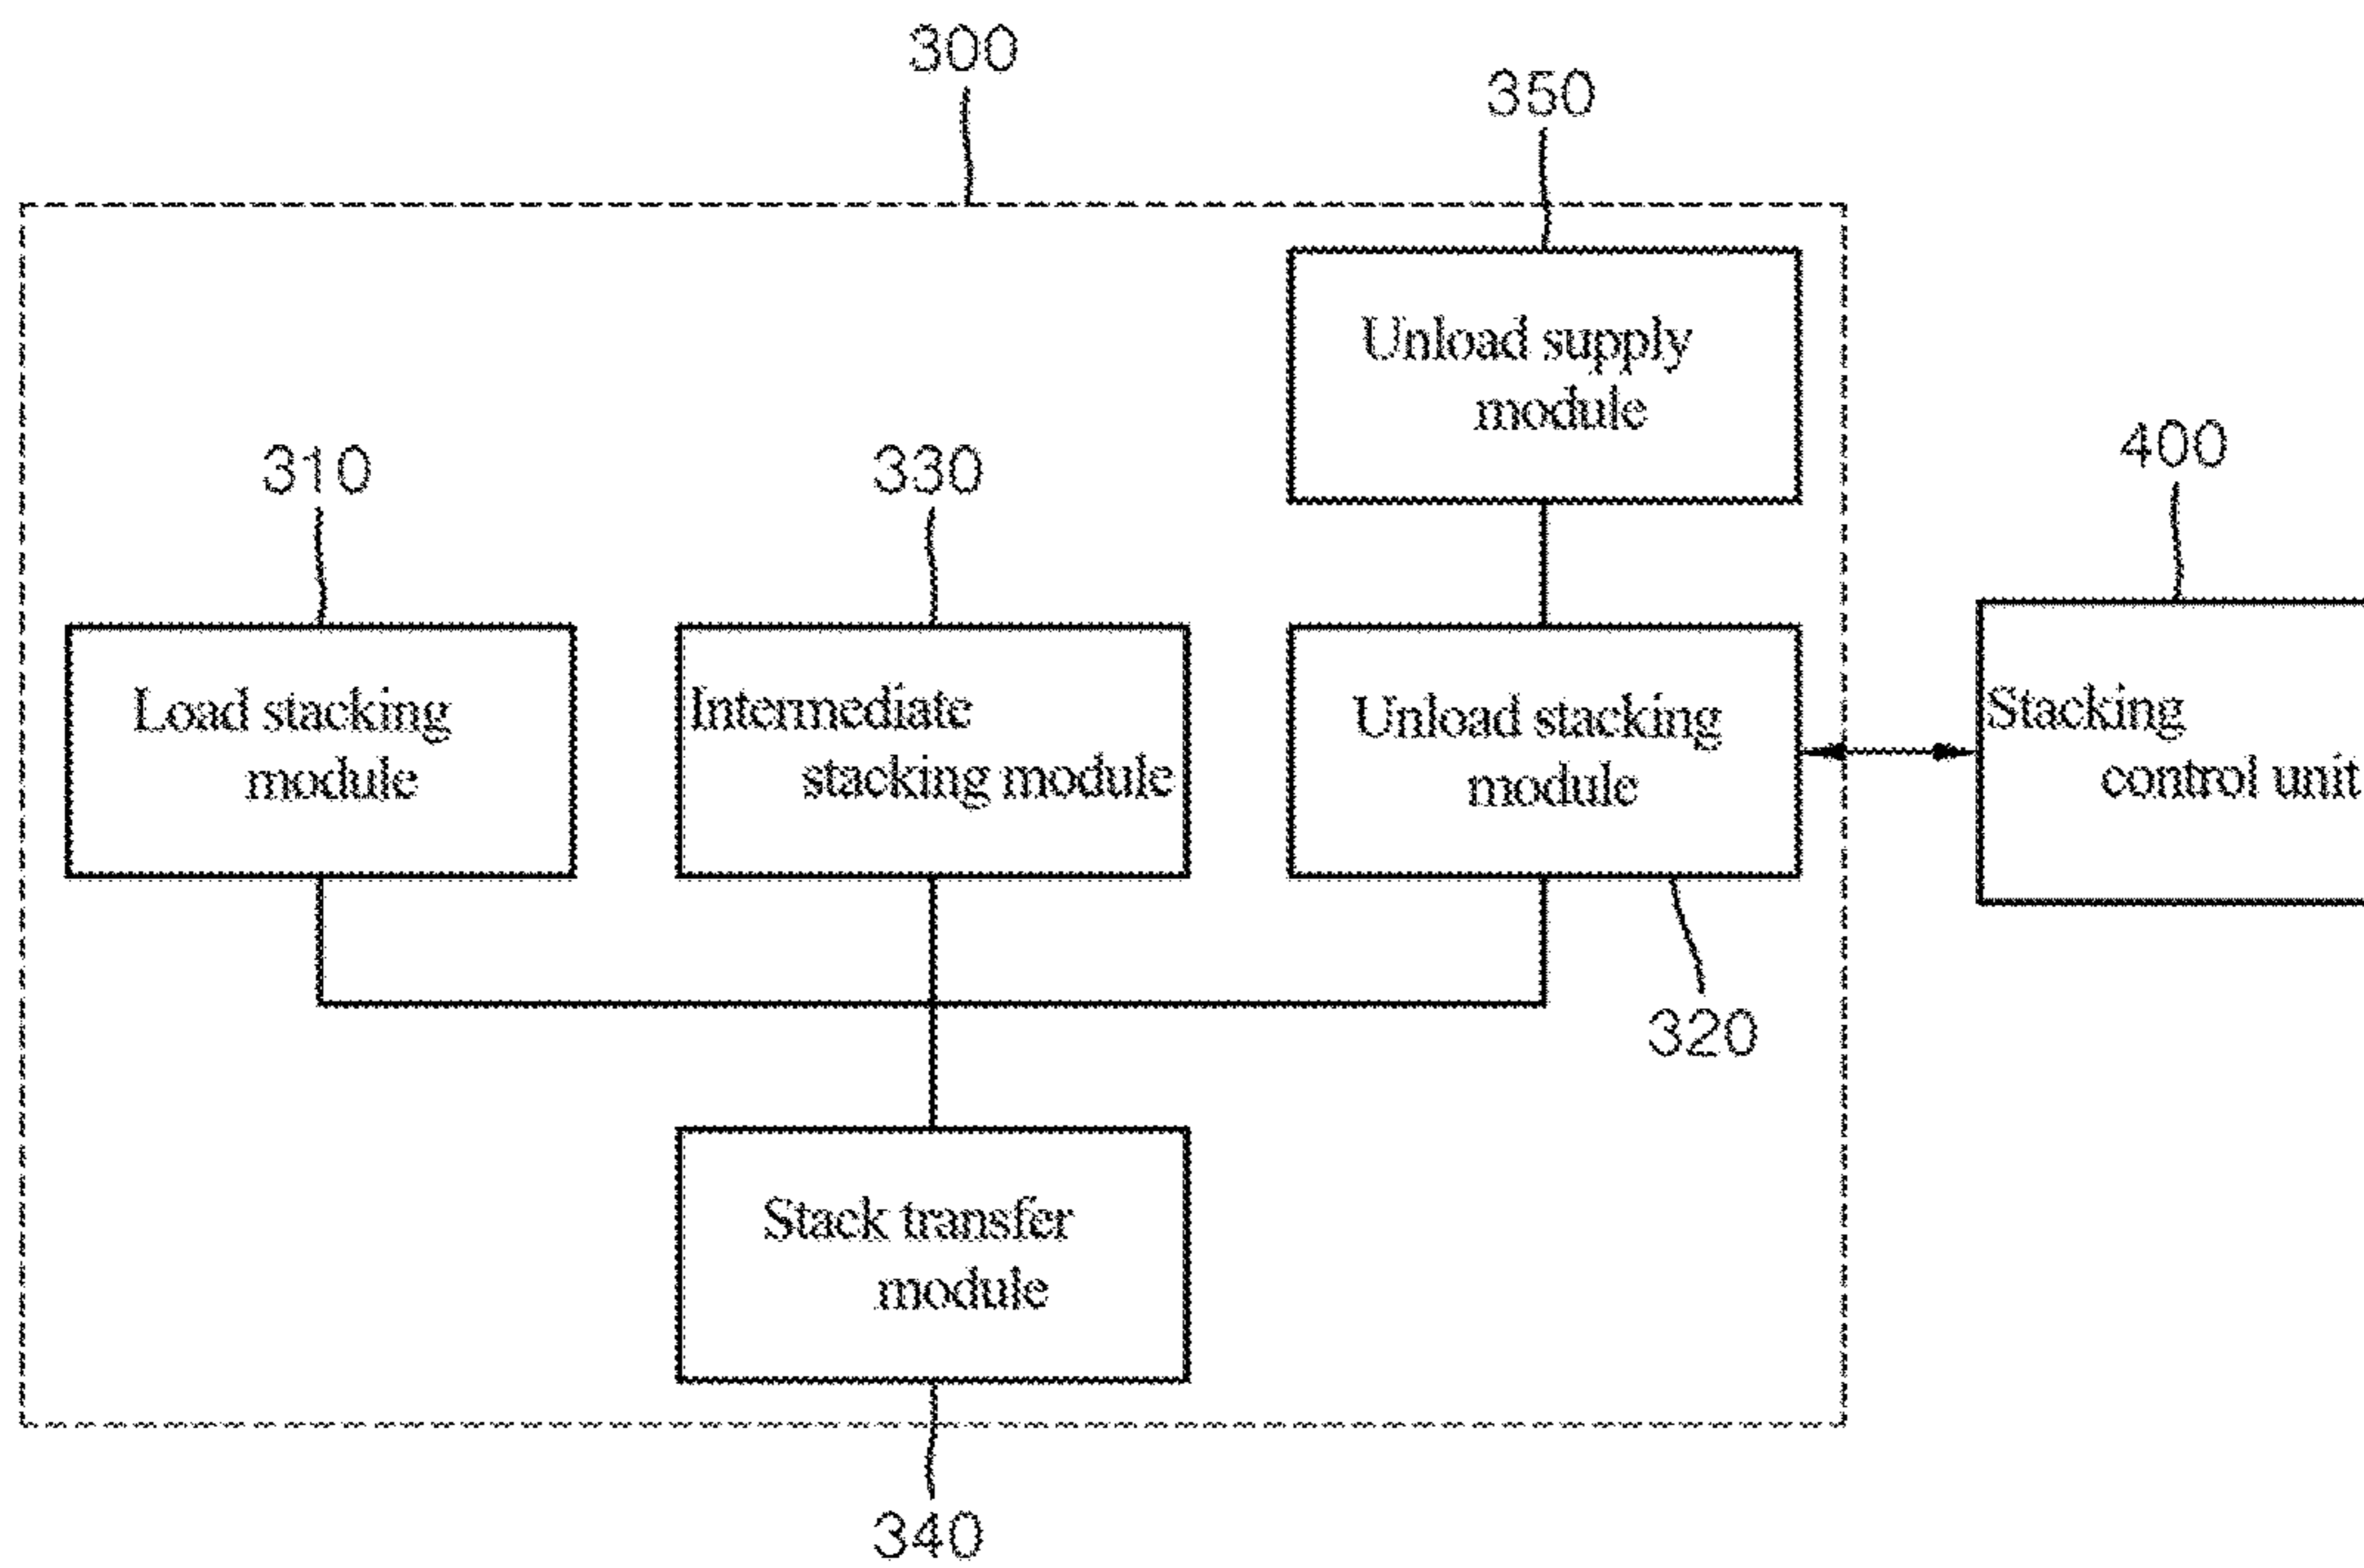 300
350
Unload supply
module
310
330
400
Load stacking
module
Intermediate
stacking module
Unload stacking
module
Stacking
control unit
320
Stack transfer
module
340